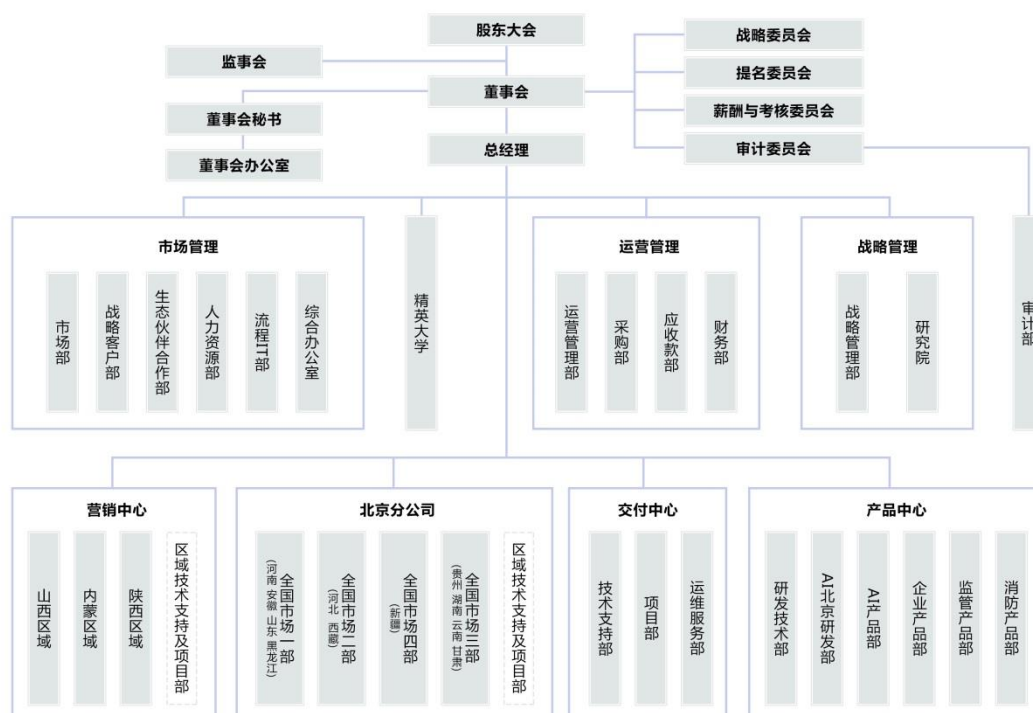 股东大会
监事会
董事会
董事会秘书
董事会办公室
总经理
战略委员会
提名委员会
薪酬与考核委员会
审计委员会
市场管理
市场部
战略客户部
生态伙伴合作部
人力资源部
流程IT部
综合办公室
精英大学
运营管理
运营管理部
采购部
应收款部
财务部
战略管理
战略管理部
研究院
审计部
营销中心
山西区域
内蒙区域
陕西区域
区域技术支持及项目部
北京分公司
全国市场一部
(河南 安徽 山东 黑龙江)
全国市场二部
(河北 西藏)
全国市场四部
(新疆)
全国市场三部
(贵州 湖南 云南 甘肃)
区域技术支持及项目部
交付中心
技术支持部
项目部
运维服务部
产品中心
研发技术部
AI北京研发部
AI产品部
企业产品部
监管产品部
消防产品部